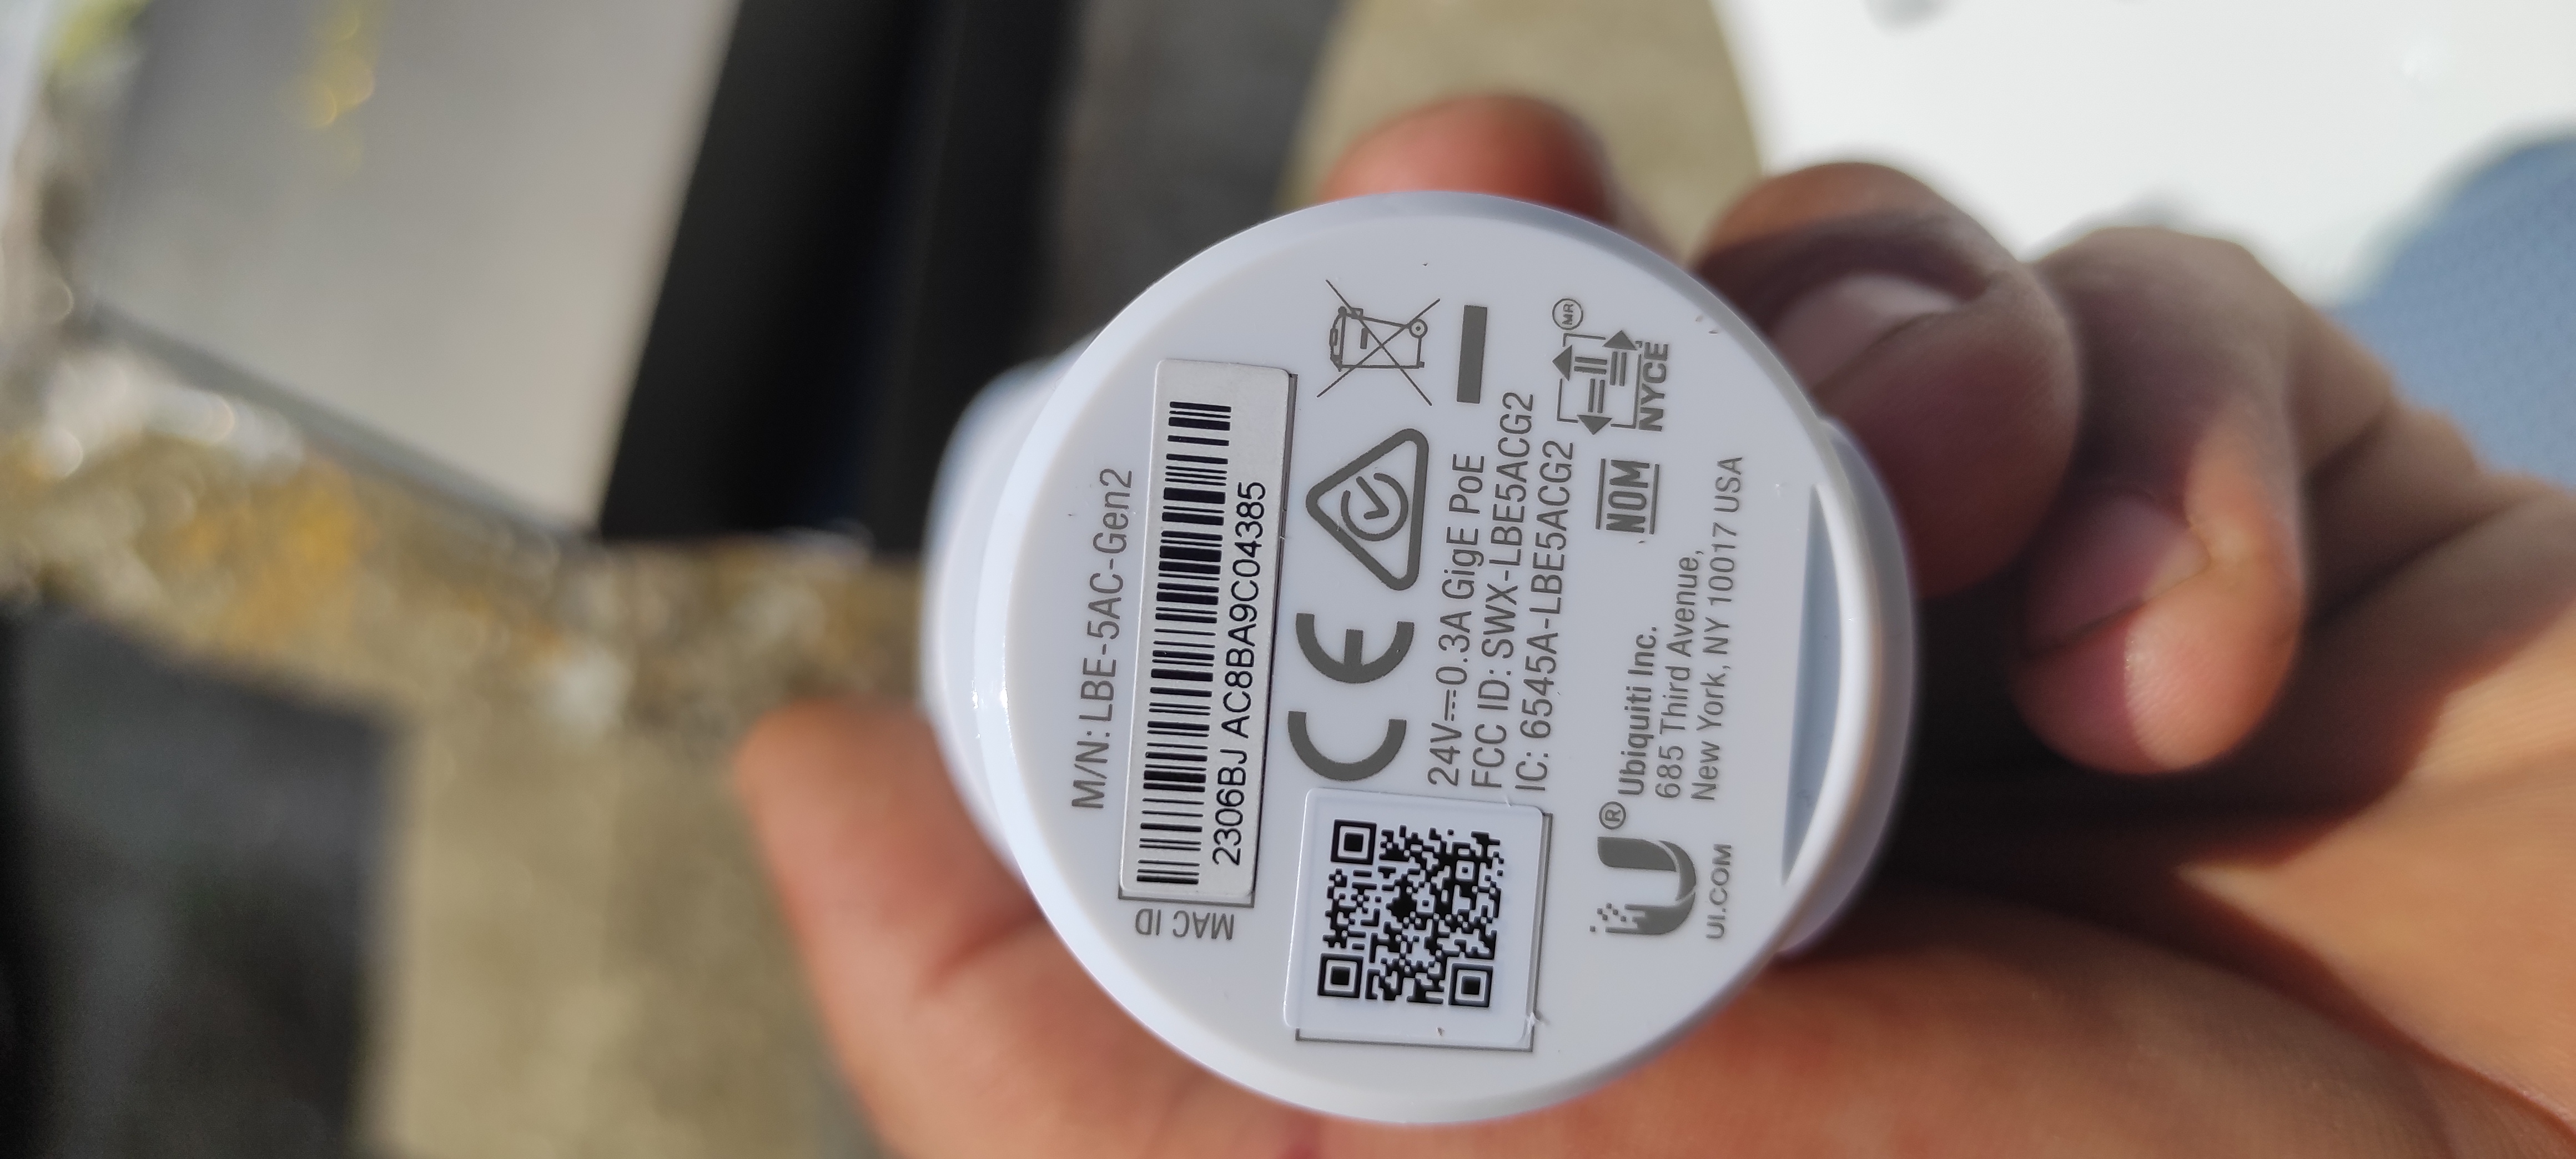 M/N: LBE-5AC-Gen2
MAC ID
2306BJ AC8BA9C04385
24V⎓0.3A GigE PoE
FCC ID: SWX-LBE5ACG2
IC: 6545A-LBE5ACG2
NOM
NYCE
MR
Ubiquiti Inc.
685 Third Avenue,
New York, NY 10017 USA
UI.COM